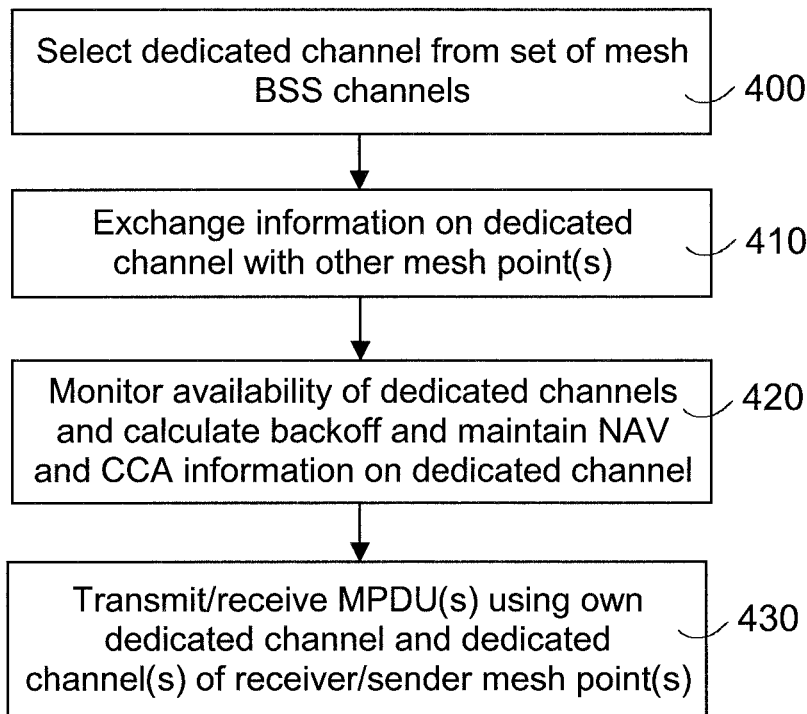 Select dedicated channel from set of mesh
BSS channels
400
Exchange information on dedicated
channel with other mesh point(s)
410
Monitor availability of dedicated channels
and calculate backoff and maintain NAV
and CCA information on dedicated channel
420
Transmit/receive MPDU(s) using own
dedicated channel and dedicated
channel(s) of receiver/sender mesh point(s)
430